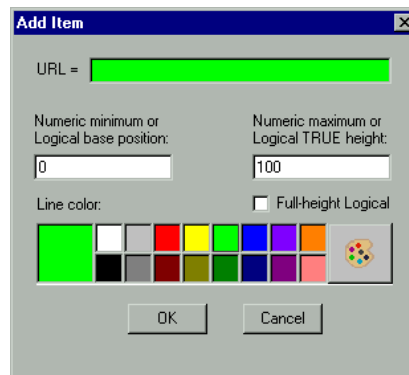 Add Item
URL =
Numeric minimum or
Logical base position:
Numeric maximum or
Logical TRUE height:
0
100
Line color:
Full-height Logical
OK
Cancel